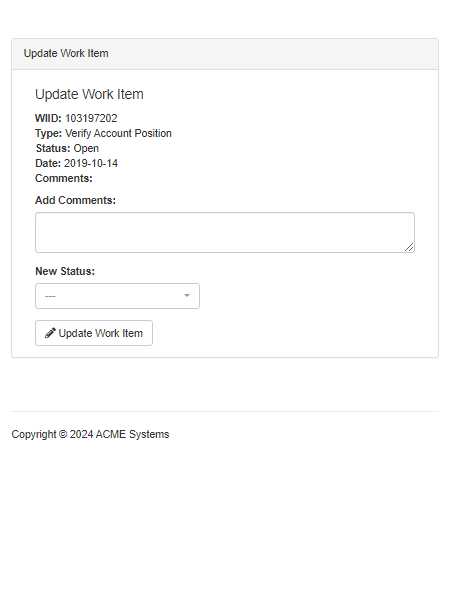 Update Work Item
Update Work Item
WIID: 103197202
Type: Verify Account Position
Status: Open
Date: 2019-10-14
Comments:
Add Comments:
New Status:
---
Update Work Item
Copyright © 2024 ACME Systems